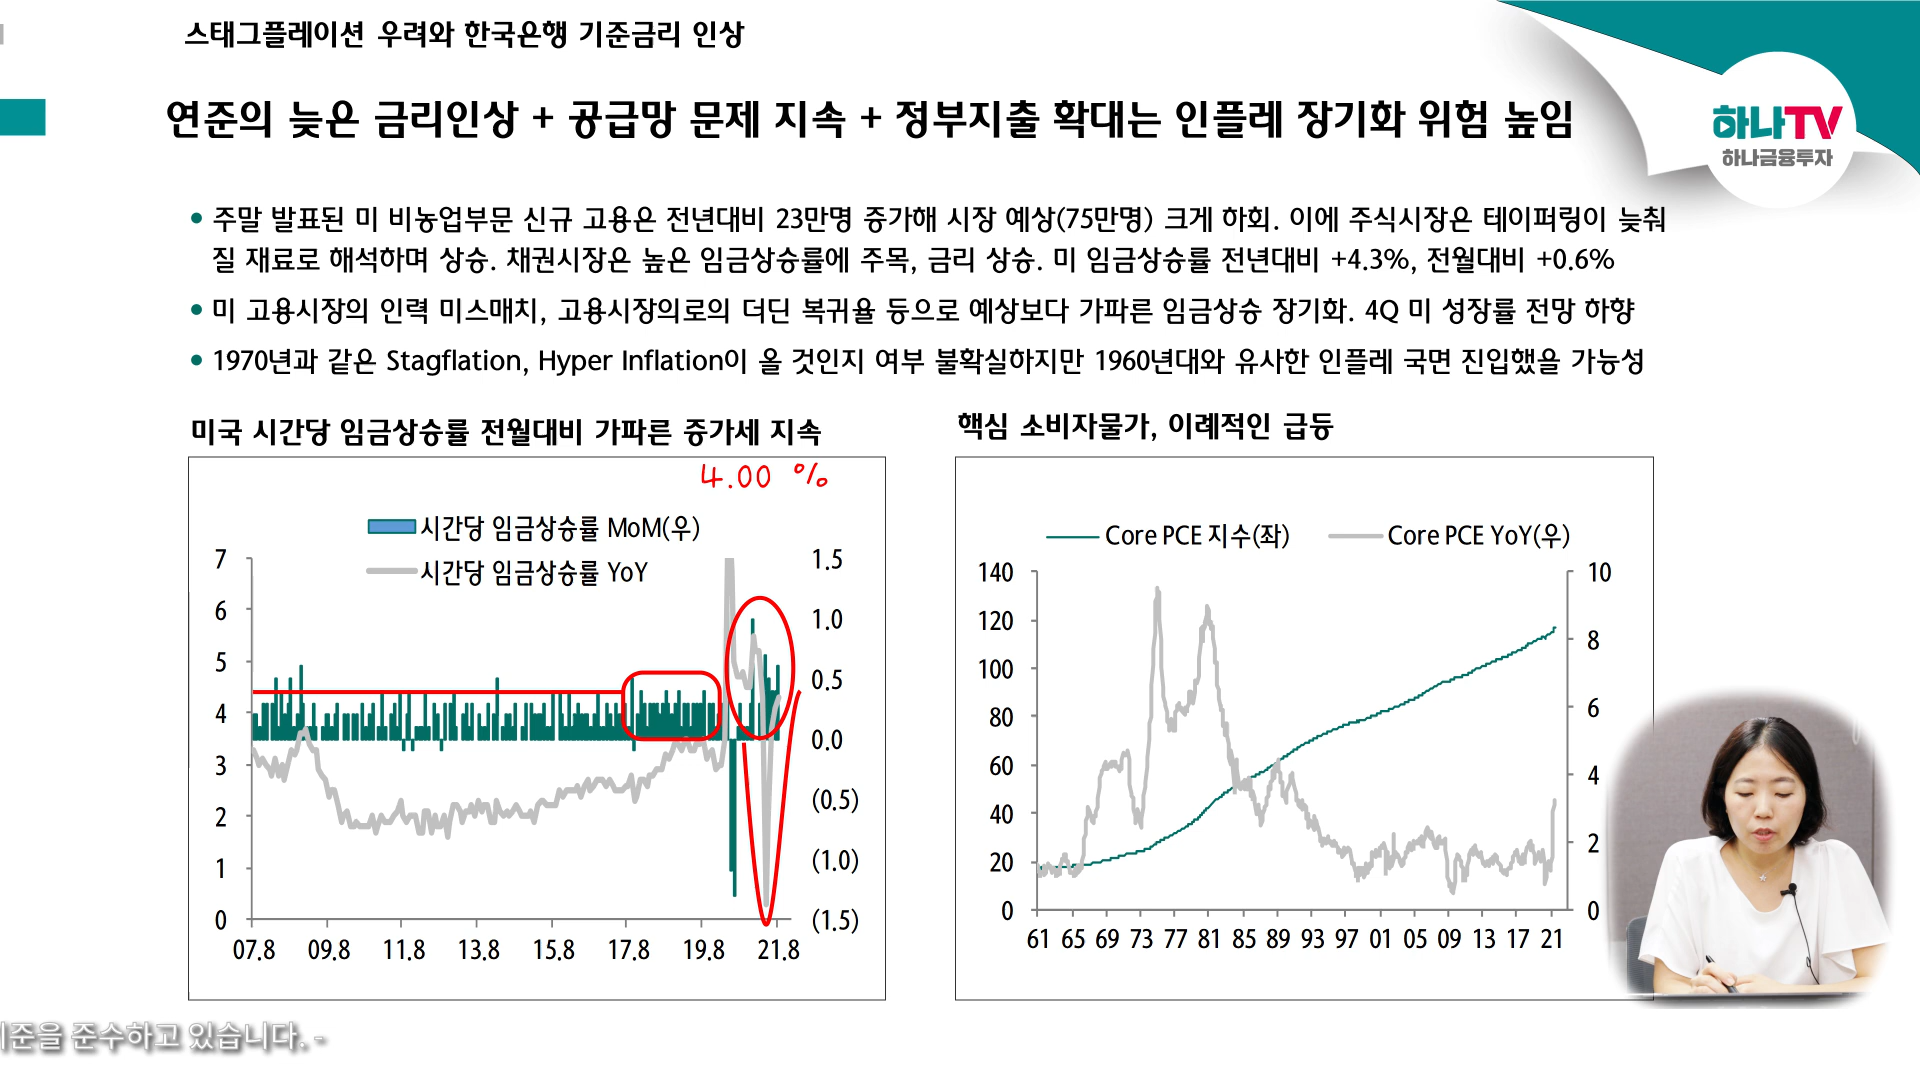 스태그플레이션 우려와 한국은행 기준금리 인상
연준의 늦은 금리인상 + 공급망 문제 지속 + 정부지출 확대는 인플레 장기화 위험 높임
하나TV
하나금융투자
• 주말 발표된 미 비농업부문 신규 고용은 전년대비 23만명 증가해 시장 예상(75만명) 크게 하회. 이에 주식시장은 테이퍼링이 늦춰
질 재료로 해석하며 상승. 채권시장은 높은 임금상승률에 주목, 금리 상승. 미 임금상승률 전년대비 +4.3%, 전월대비 +0.6%
• 미 고용시장의 인력 미스매치, 고용시장의로의 더딘 복귀율 등으로 예상보다 가파른 임금상승 장기화. 4Q 미 성장률 전망 하향
• 1970년과 같은 Stagflation, Hyper Inflation이 올 것인지 여부 불확실하지만 1960년대와 유사한 인플레 국면 진입했을 가능성
미국 시간당 임금상승률 전월대비 가파른 증가세 지속
4.00 %
시간당 임금상승률 MoM(우)
시간당 임금상승률 YoY
7
6
5
4
3
2
1
0
1.5
1.0
0.5
0.0
(0.5)
(1.0)
(1.5)
07.8 09.8 11.8 13.8 15.8 17.8 19.8 21.8
핵심 소비자물가, 이례적인 급등
Core PCE 지수(좌) Core PCE YoY(우)
140
120
100
80
60
40
20
0
10
8
6
4
2
0
61 65 69 73 77 81 85 89 93 97 01 05 09 13 17 21
기준을 준수하고 있습니다. -